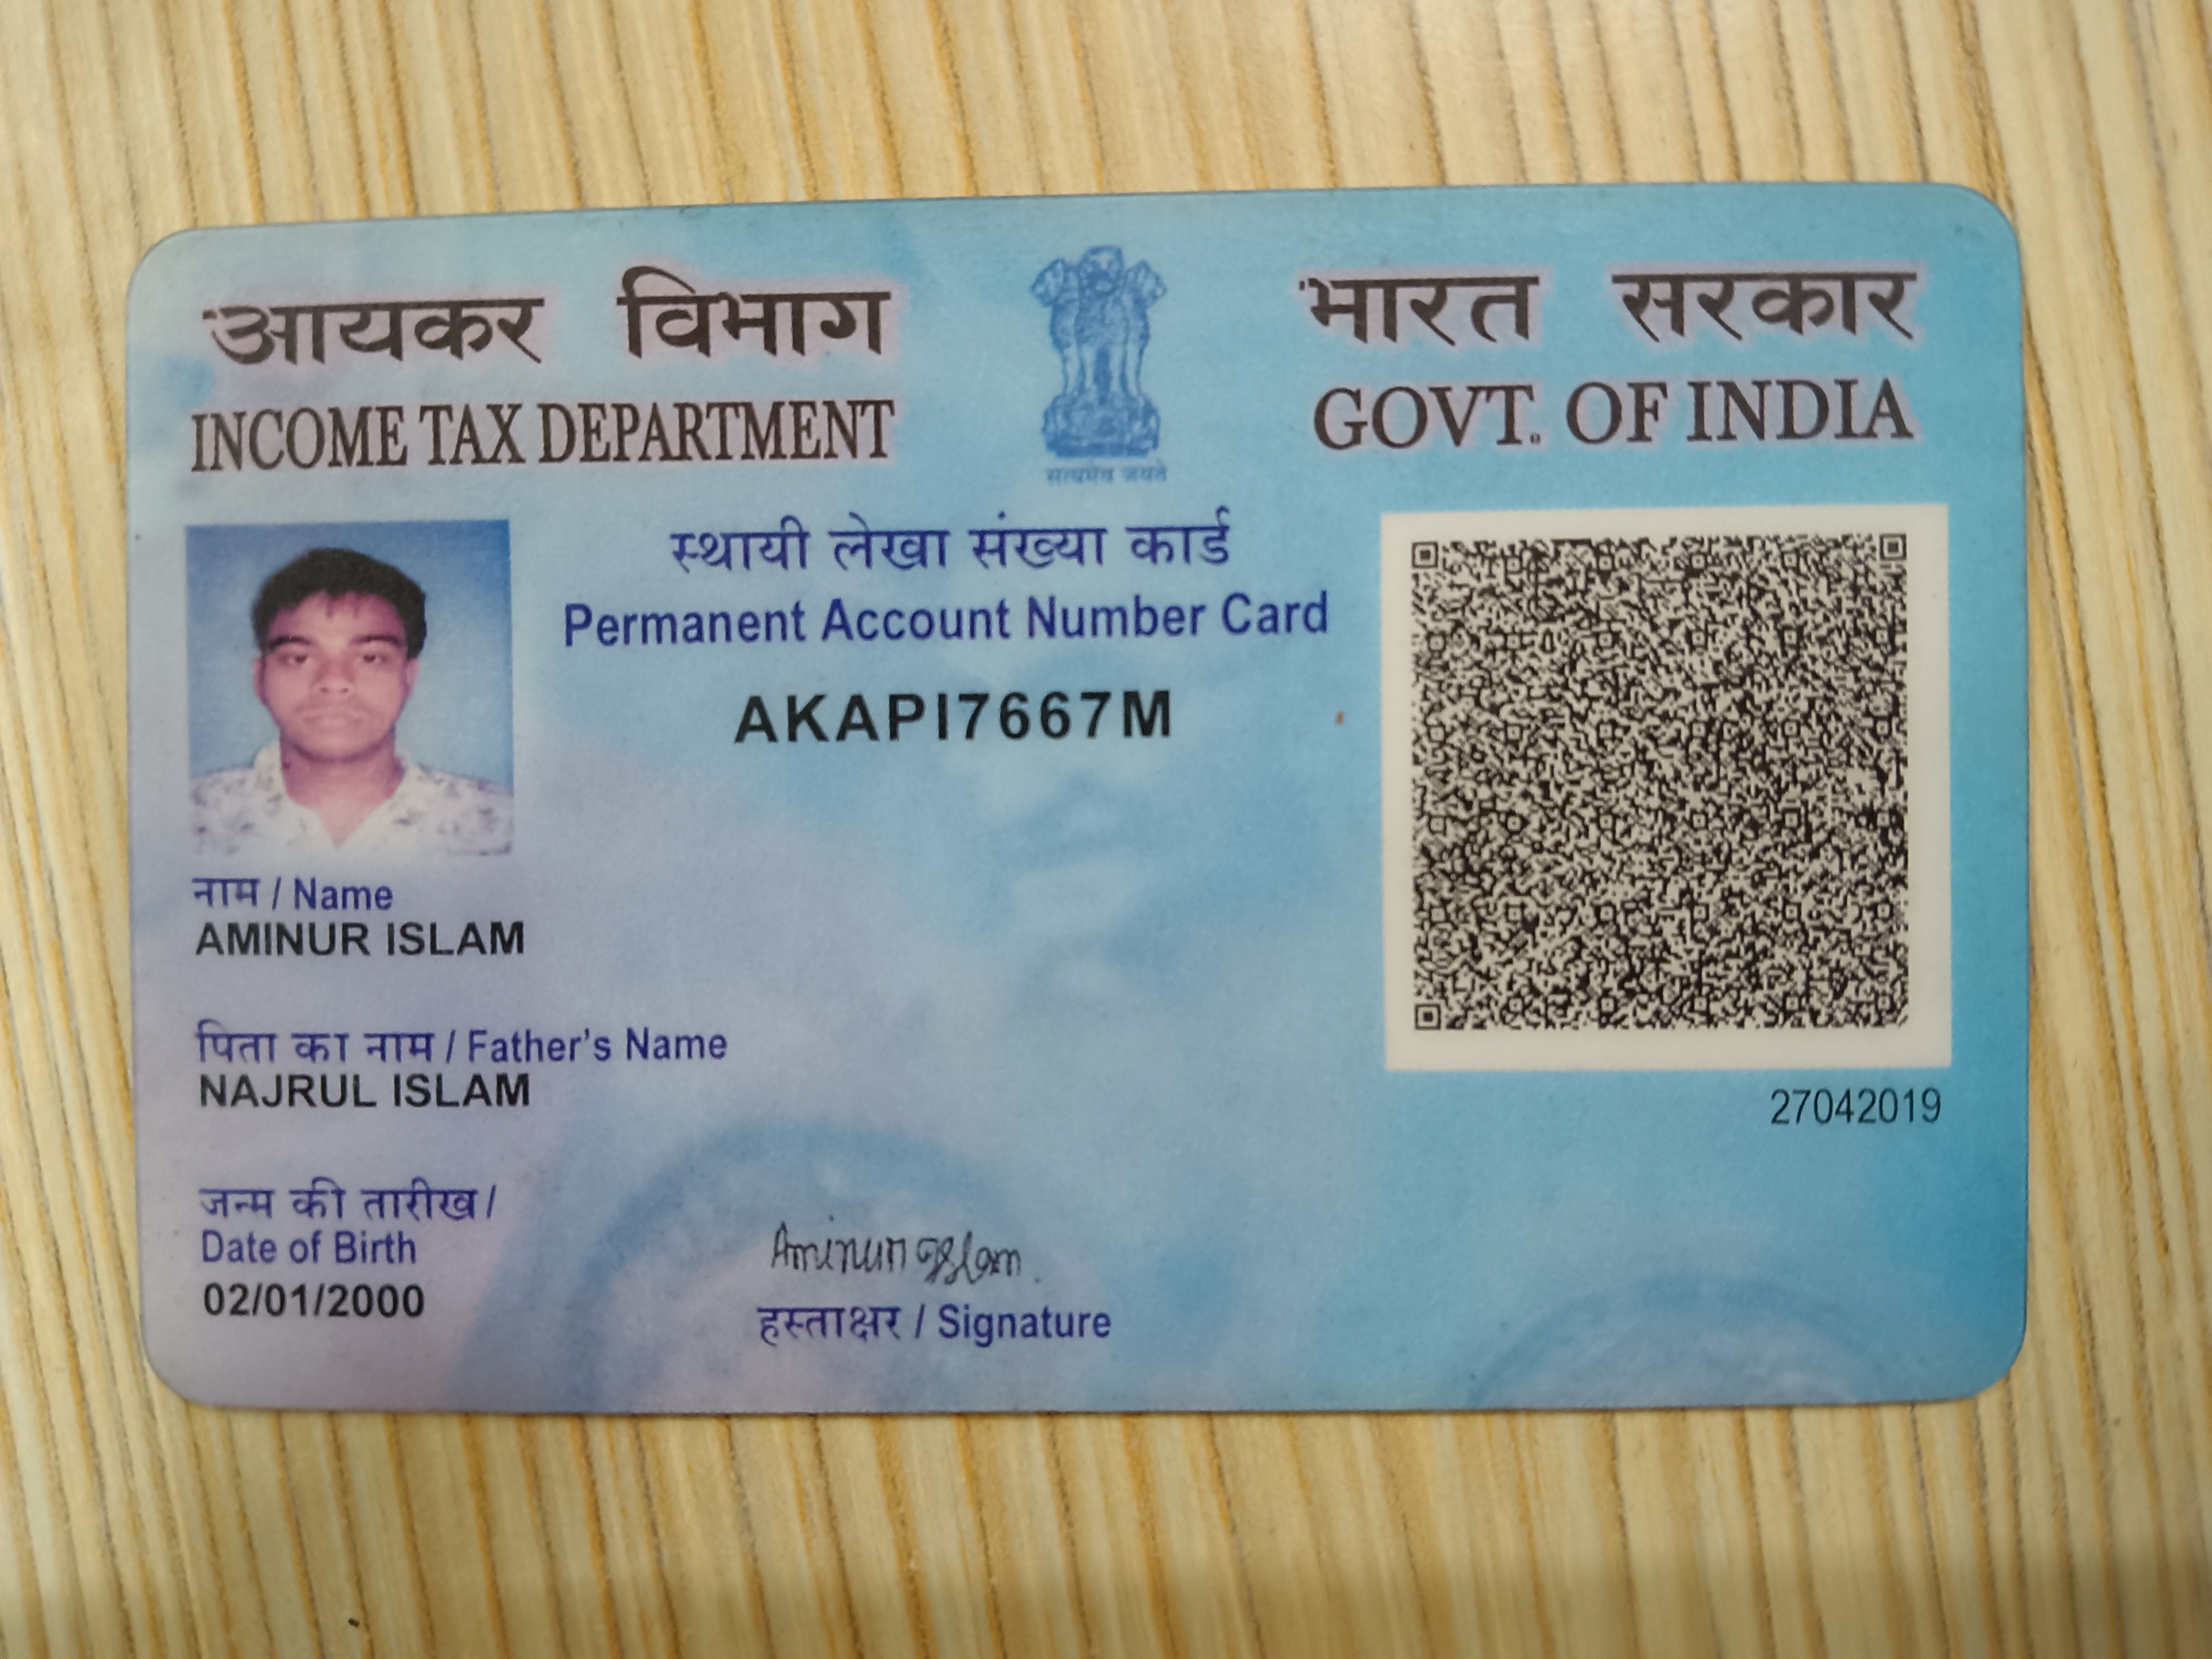 आयकर विभाग
INCOME TAX DEPARTMENT
सत्यमेव जयते
भारत सरकार
GOVT. OF INDIA
स्थायी लेखा संख्या कार्ड
Permanent Account Number Card
AKAPI7667M
नाम / Name
AMINUR ISLAM
पिता का नाम / Father's Name
NAJRUL ISLAM
27042019
जन्म की तारीख /
Date of Birth
02/01/2000
Aminur Islam.
हस्ताक्षर / Signature